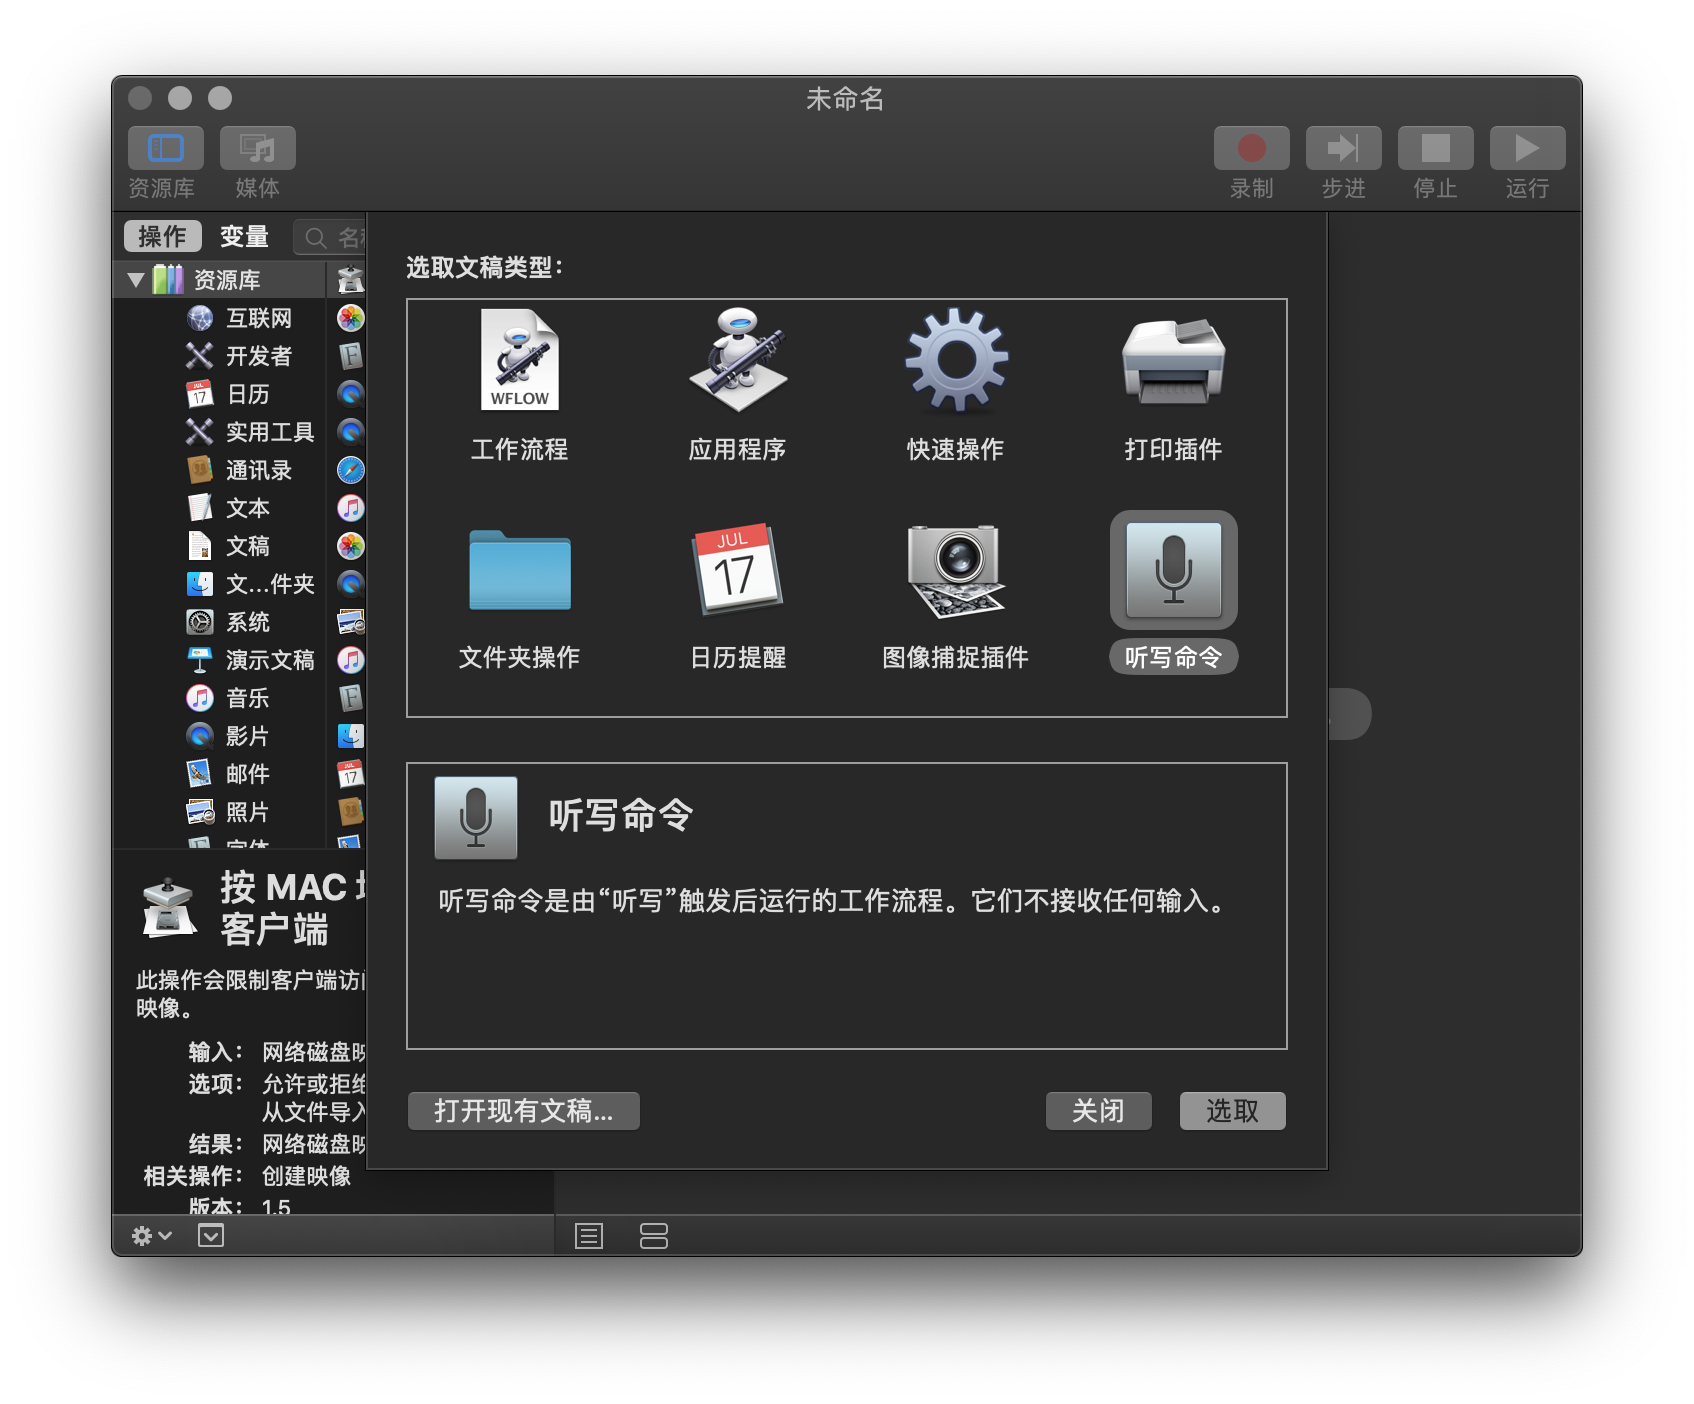 未命名
资源库
媒体
录制
步进
停止
运行
操作
变量
名称
资源库
互联网
开发者
JUL
17
日历
实用工具
通讯录
文本
文稿
文...件夹
系统
演示文稿
音乐
影片
邮件
照片
字体
JUL
17
选取文稿类型：
WFLOW
工作流程
应用程序
快速操作
打印插件
文件夹操作
JUL
17
日历提醒
图像捕捉插件
听写命令
听写命令
听写命令是由“听写”触发后运行的工作流程。它们不接收任何输入。
打开现有文稿...
关闭
选取
按 MAC
客户端
此操作会限制客户端访问
映像。
输入： 网络磁盘映
选项： 允许或拒绝
从文件导入
结果： 网络磁盘映
相关操作： 创建映像
版本： 1.5